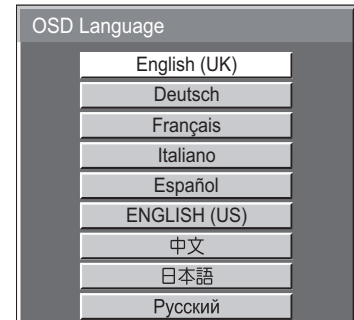 OSD Language
English (UK)
Deutsch
Français
Italiano
Español
ENGLISH (US)
中文
日本語
Русский